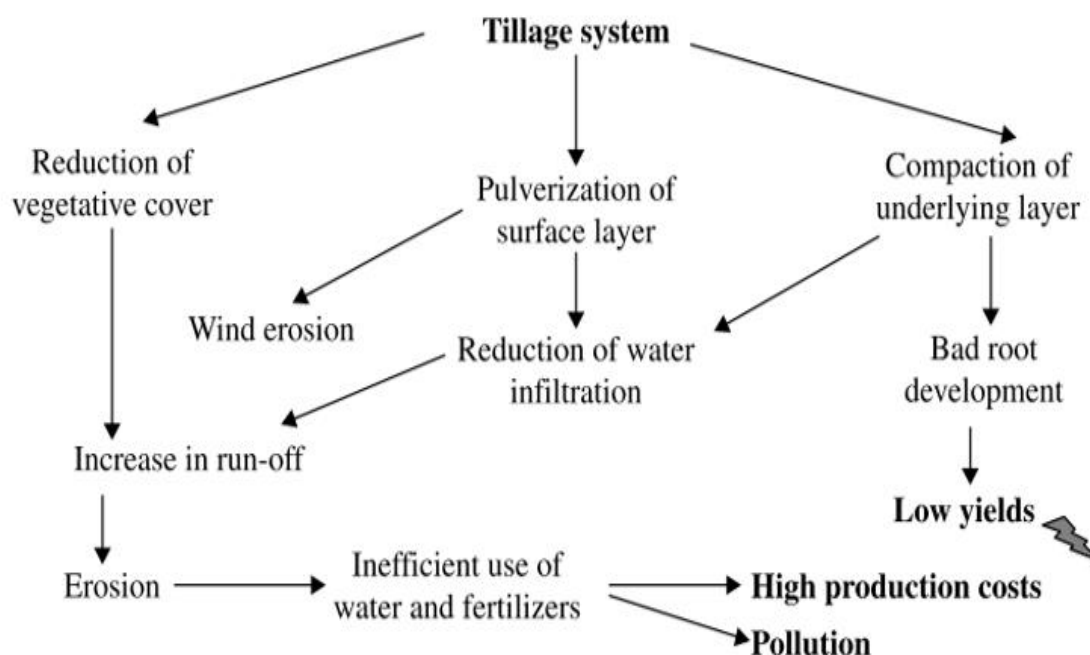 Tillage system
Reduction of
vegetative cover
Pulverization of
surface layer
Compaction of
underlying layer
Wind erosion
Reduction of water
infiltration
Bad root
development
Increase in run-off
Low yields
Erosion
Inefficient use of
water and fertilizers
High production costs
Pollution